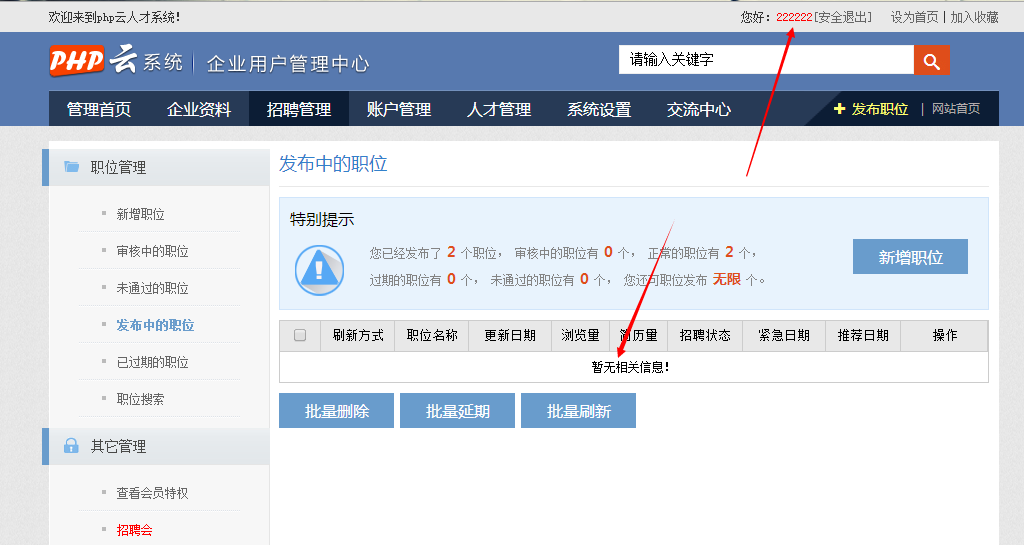 欢迎来到php云人才系统！
您好：222222[安全退出] 设为首页 | 加入收藏
PHP云系统 | 企业用户管理中心
请输入关键字
管理首页 企业资料 招聘管理 账户管理 人才管理 系统设置 交流中心 + 发布职位 | 网站首页
职位管理
新增职位
审核中的职位
未通过的职位
发布中的职位
已过期的职位
职位搜索
其它管理
查看会员特权
招聘会
发布中的职位
特别提示
您已经发布了 2 个职位， 审核中的职位有 0 个， 正常的职位有 2 个，
过期的职位有 0 个， 未通过的职位有 0 个， 您还可职位发布 无限 个。
新增职位
刷新方式 职位名称 更新日期 浏览量 简历量 招聘状态 紧急日期 推荐日期 操作
暂无相关信息！
批量删除 批量延期 批量刷新